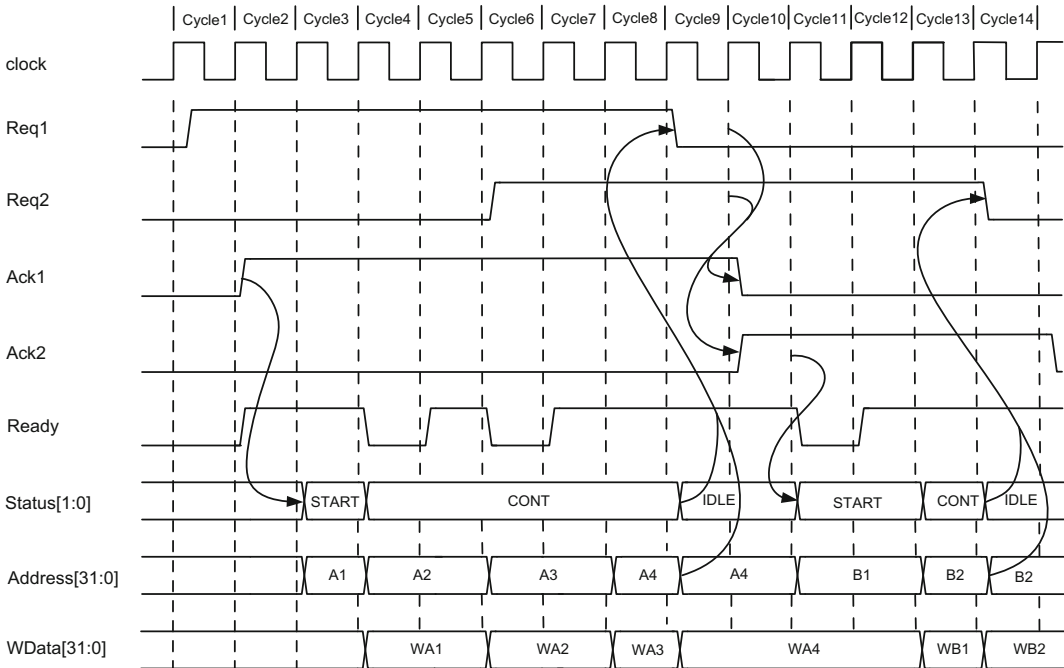 Cycle1 Cycle2 Cycle3 Cycle4 Cycle5 Cycle6 Cycle7 Cycle8 Cycle9 Cycle10 Cycle11 Cycle12 Cycle13 Cycle14
clock
Req1
Req2
Ack1
Ack2
Ready
Status[1:0] START CONT IDLE START CONT IDLE
Address[31:0] A1 A2 A3 A4 A4 B1 B2 B2
WData[31:0] WA1 WA2 WA3 WA4 WB1 WB2